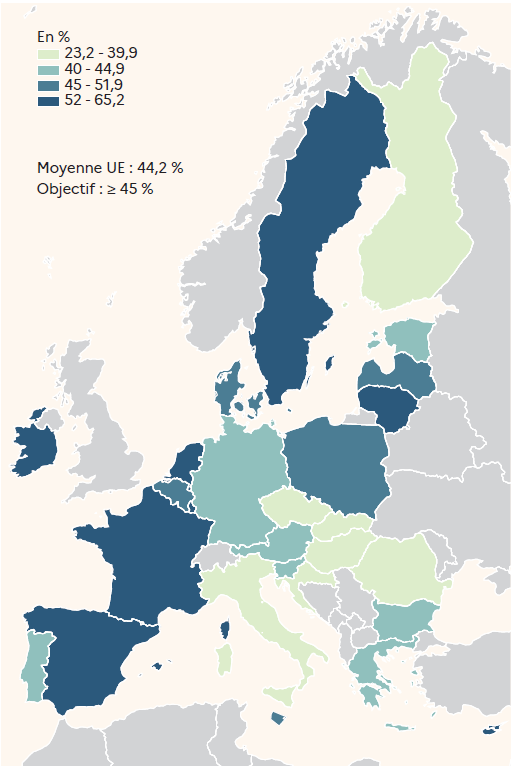 En %
23,2 - 39,9
40 - 44,9
45 - 51,9
52 - 65,2
Moyenne UE : 44,2 %
Objectif : ≥ 45 %